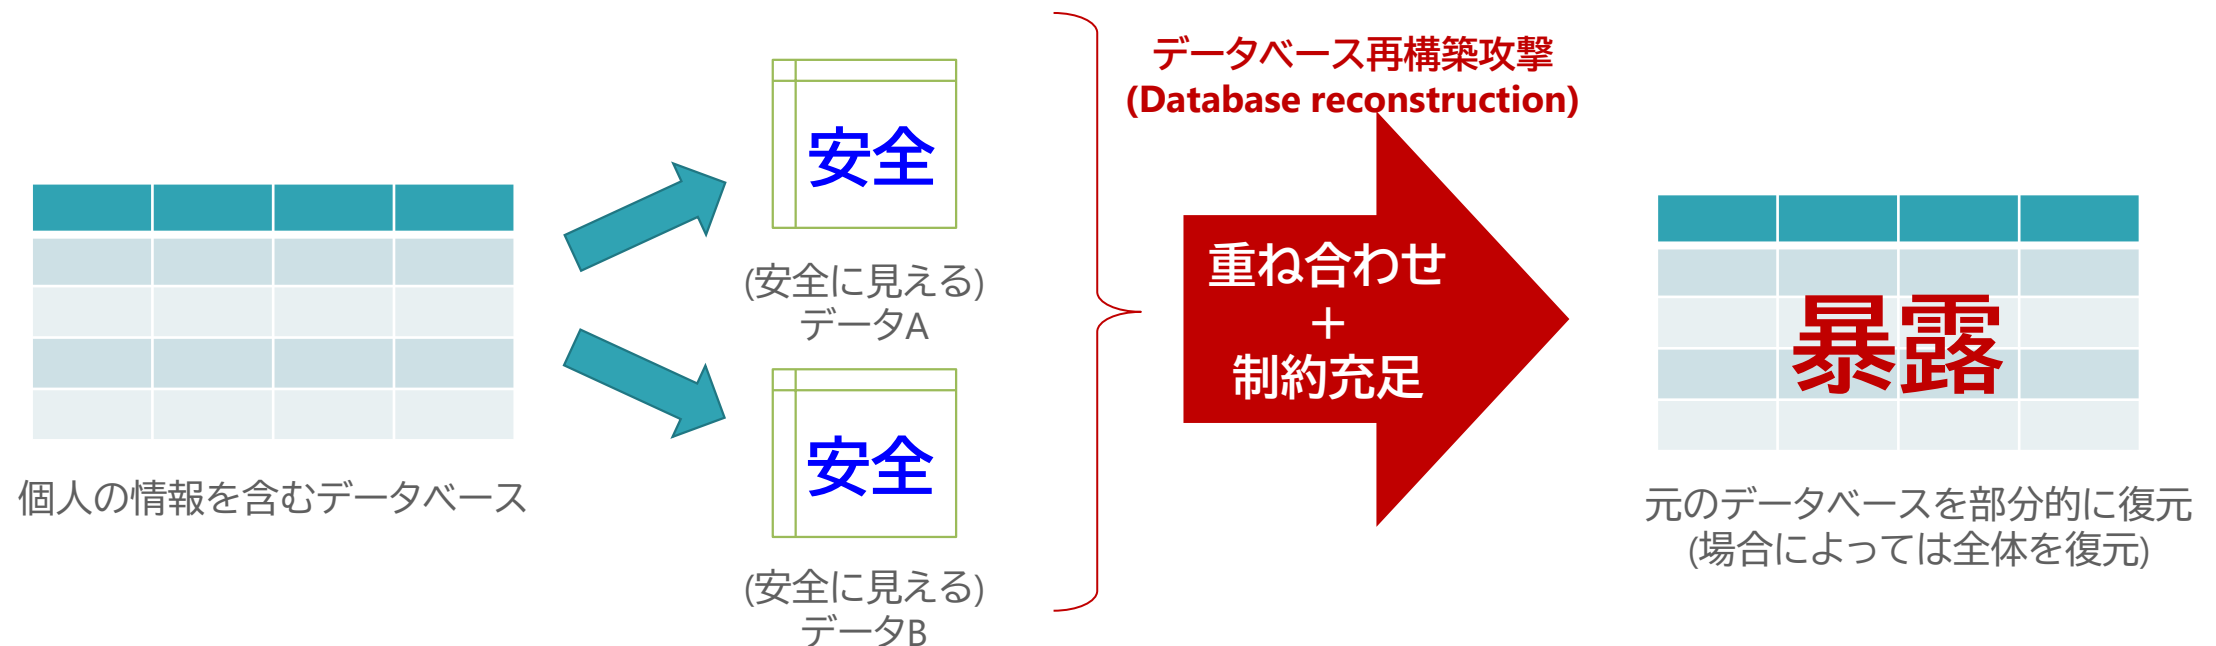 個人の情報を含むデータベース
安全
(安全に見える)
データA
安全
(安全に見える)
データB
データベース再構築攻撃
(Database reconstruction)
重ね合わせ
＋
制約充足
暴露
元のデータベースを部分的に復元
(場合によっては全体を復元)